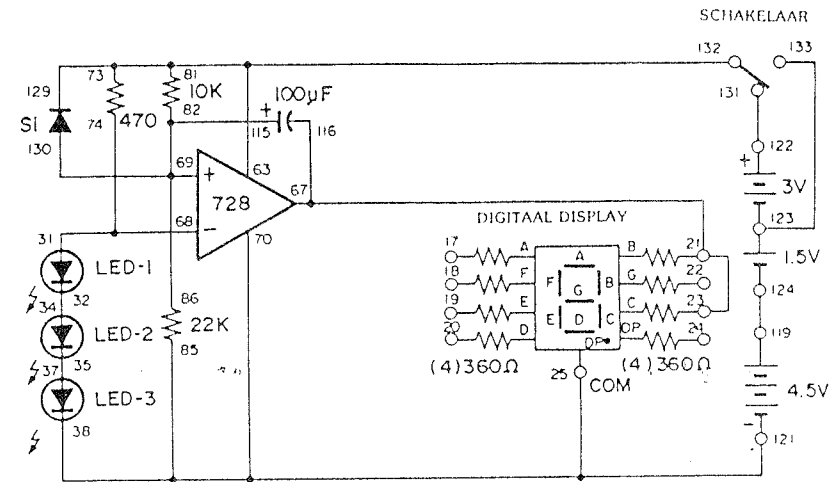 SCHAKELAAR
132
133
131
73
81
129
10K
82
100µF
+
115
116
Si
74
470
130
122
+
3V
69
+
63
67
728
68
−
70
123
DIGITAAL DISPLAY
31
17
A
A
B
21
1.5V
LED-1
18
F
F
B
G
22
G
32
34
19
E
E
C
C
23
124
86
D
22K
20
D
DP
DP
24
119
LED-2
85
35
37
(4)360Ω
25
COM
(4)360Ω
LED-3
4.5V
38
−
121